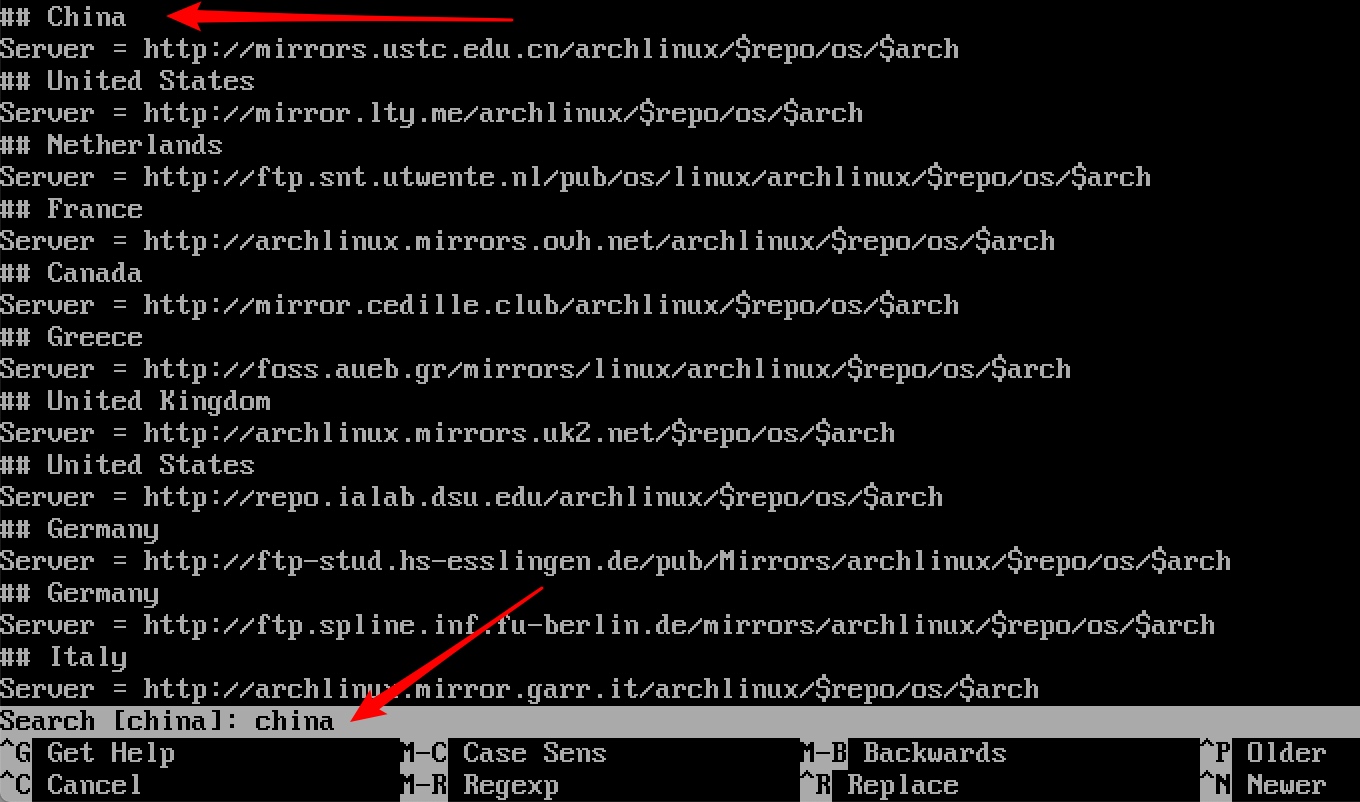 ## China
Server = http://mirrors.ustc.edu.cn/archlinux/$repo/os/$arch
## United States
Server = http://mirror.lty.me/archlinux/$repo/os/$arch
## Netherlands
Server = http://ftp.snt.utwente.nl/pub/os/linux/archlinux/$repo/os/$arch
## France
Server = http://archlinux.mirrors.ovh.net/archlinux/$repo/os/$arch
## Canada
Server = http://mirror.cedille.club/archlinux/$repo/os/$arch
## Greece
Server = http://foss.aueb.gr/mirrors/linux/archlinux/$repo/os/$arch
## United Kingdom
Server = http://archlinux.mirrors.uk2.net/$repo/os/$arch
## United States
Server = http://repo.ialab.dsu.edu/archlinux/$repo/os/$arch
## Germany
Server = http://ftp-stud.hs-esslingen.de/pub/Mirrors/archlinux/$repo/os/$arch
## Germany
Server = http://ftp.spline.inf.fu-berlin.de/mirrors/archlinux/$repo/os/$arch
## Italy
Server = http://archlinux.mirror.garr.it/archlinux/$repo/os/$arch
Search [china]: china
^G Get Help M-C Case Sens M-B Backwards ^P Older
^C Cancel M-R Regexp ^R Replace ^N Newer